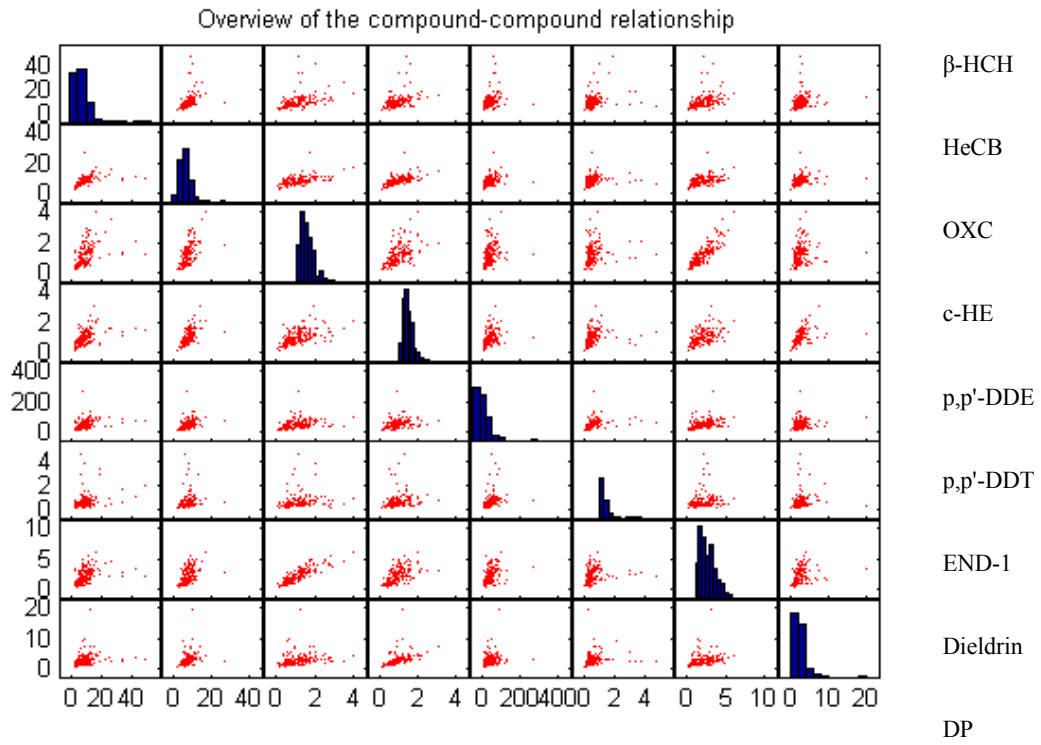 Overview of the compound-compound relationship
40
20
0
β-HCH
40
20
0
HeCB
4
2
0
OXC
4
2
0
c-HE
400
200
0
p,p'-DDE
4
2
0
p,p'-DDT
10
5
0
END-1
20
10
0
Dieldrin
0 20 40 0 20 40 0 2 4 0 2 4 0 200400 0 2 4 0 5 10 0 10 20
DP